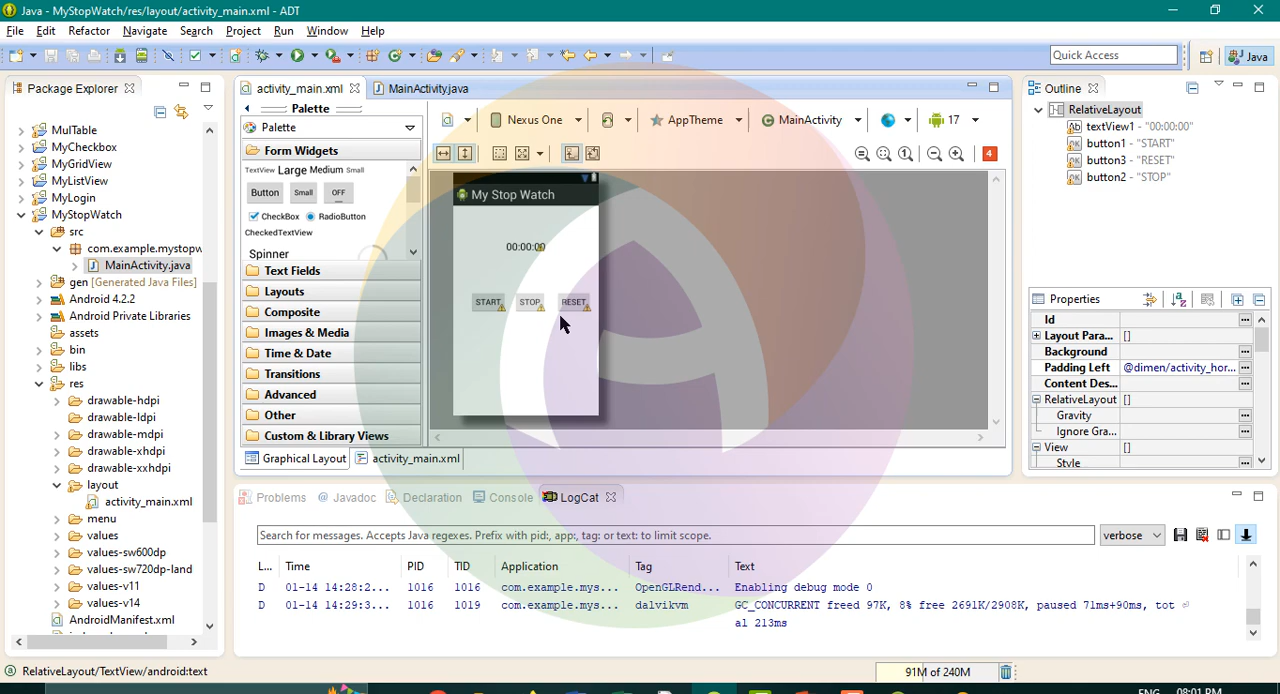 Java - MyStopWatch/res/layout/activity_main.xml - ADT
File Edit Refactor Navigate Search Project Run Window Help
Quick Access
Java
Package Explorer
MulTable
MyCheckbox
MyGridView
MyListView
MyLogin
MyStopWatch
src
com.example.mystopw
MainActivity.java
gen [Generated Java Files]
Android 4.2.2
Android Private Libraries
assets
bin
libs
res
drawable-hdpi
drawable-ldpi
drawable-mdpi
drawable-xhdpi
drawable-xxhdpi
layout
activity_main.xml
menu
values
values-sw600dp
values-sw720dp-land
values-v11
values-v14
AndroidManifest.xml
activity_main.xml
MainActivity.java
Palette
Palette
Form Widgets
TextView Large Medium Small
Button Small OFF
CheckBox RadioButton
CheckedTextView
Spinner
Text Fields
Layouts
Composite
Images & Media
Time & Date
Transitions
Advanced
Other
Custom & Library Views
Nexus One
AppTheme
MainActivity
17
4
My Stop Watch
00:00:00
START STOP RESET
Graphical Layout
activity_main.xml
Outline
RelativeLayout
textView1 - "00:00:00"
button1 - "START"
button3 - "RESET"
button2 - "STOP"
Properties
Id
Layout Para... []
Background
Padding Left @dimen/activity_hor...
Content Des...
RelativeLayout []
Gravity
Ignore Gra...
View []
Style
Problems @ Javadoc Declaration Console LogCat
Search for messages. Accepts Java regexes. Prefix with pid:, app:, tag: or text: to limit scope.
verbose
L... Time PID TID Application Tag Text
D 01-14 14:28:2... 1016 1016 com.example.mys... OpenGLRend... Enabling debug mode 0
D 01-14 14:29:3... 1016 1019 com.example.mys... dalvikvm GC_CONCURRENT freed 97K, 8% free 2691K/2908K, paused 71ms+90ms, tot
al 213ms
RelativeLayout/TextView/android:text
91M of 240M
ENG 08:01 PM